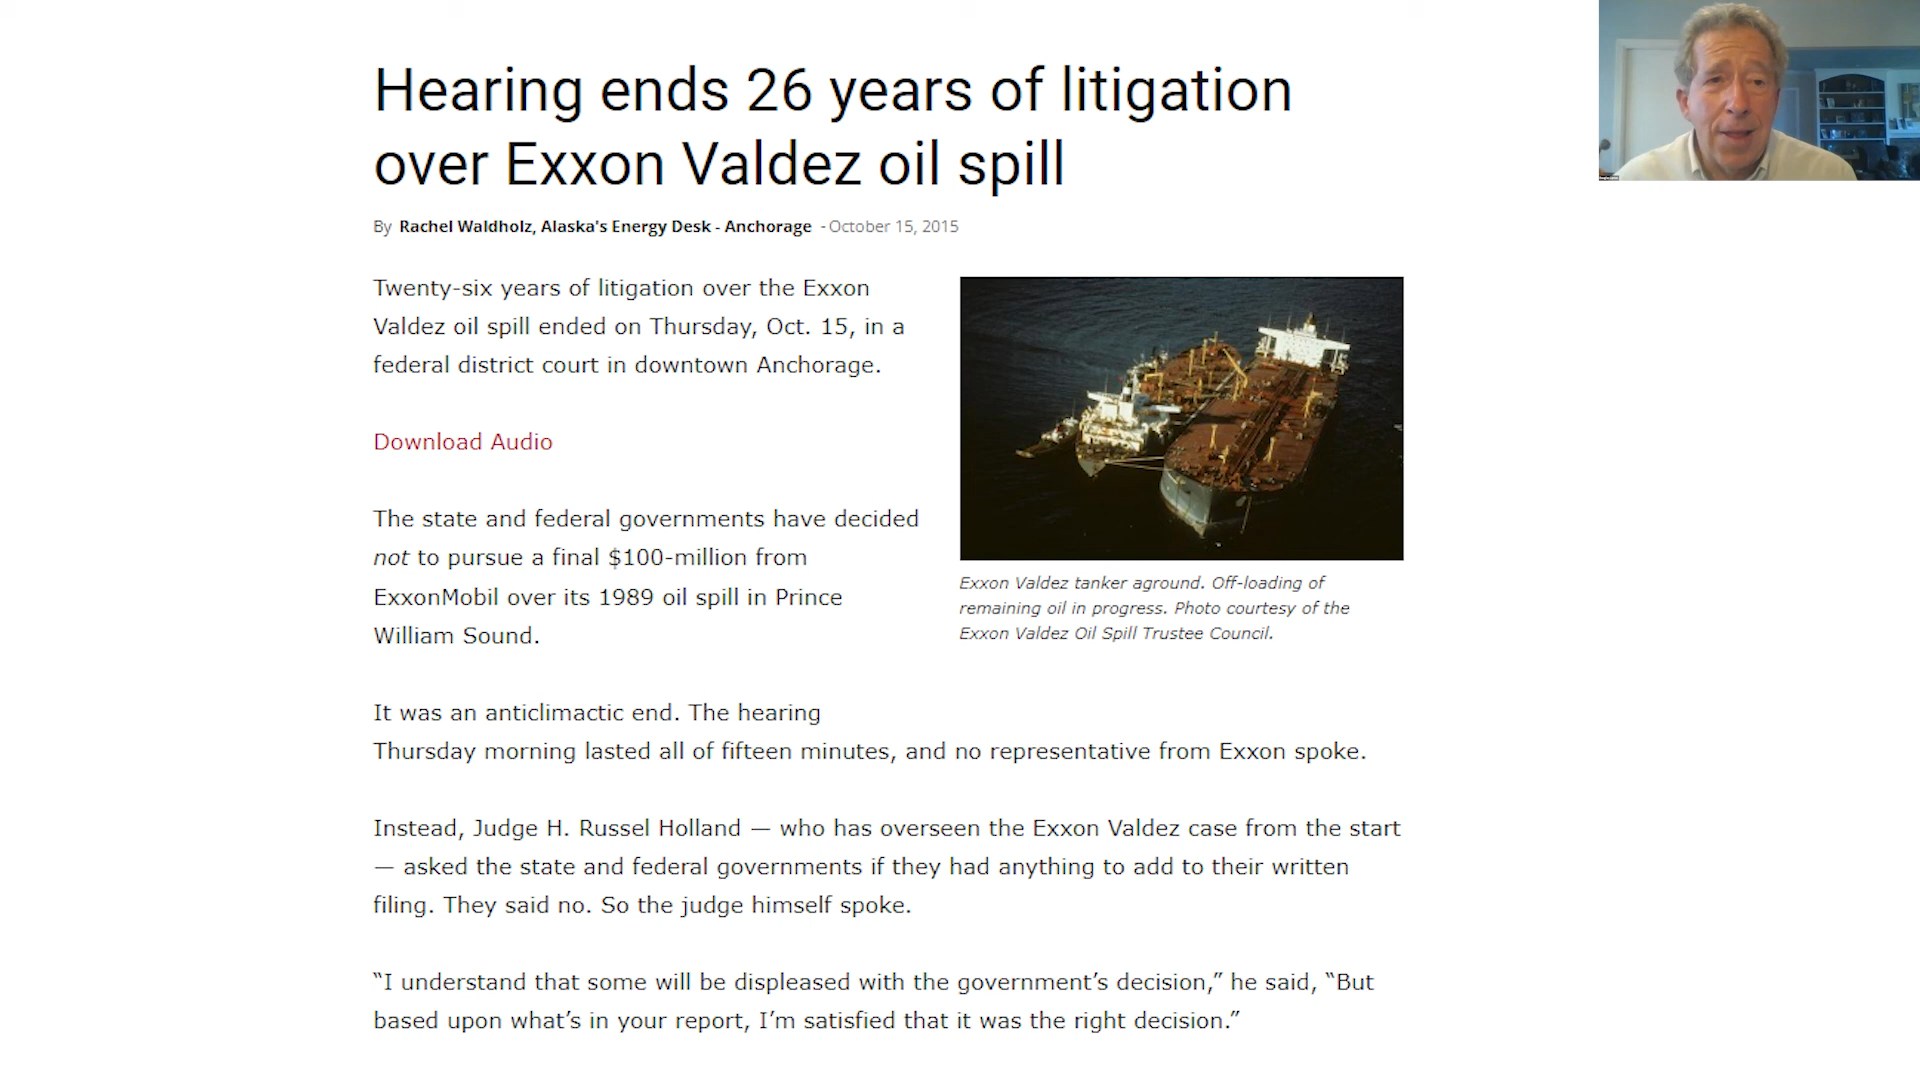 Hearing ends 26 years of litigation
over Exxon Valdez oil spill
By Rachel Waldholz, Alaska's Energy Desk - Anchorage - October 15, 2015
Twenty-six years of litigation over the Exxon
Valdez oil spill ended on Thursday, Oct. 15, in a
federal district court in downtown Anchorage.
Download Audio
The state and federal governments have decided
not to pursue a final $100-million from
ExxonMobil over its 1989 oil spill in Prince
William Sound.
Exxon Valdez tanker aground. Off-loading of
remaining oil in progress. Photo courtesy of the
Exxon Valdez Oil Spill Trustee Council.
It was an anticlimactic end. The hearing
Thursday morning lasted all of fifteen minutes, and no representative from Exxon spoke.
Instead, Judge H. Russel Holland — who has overseen the Exxon Valdez case from the start
— asked the state and federal governments if they had anything to add to their written
filing. They said no. So the judge himself spoke.
“I understand that some will be displeased with the government’s decision,” he said, “But
based upon what’s in your report, I’m satisfied that it was the right decision.”